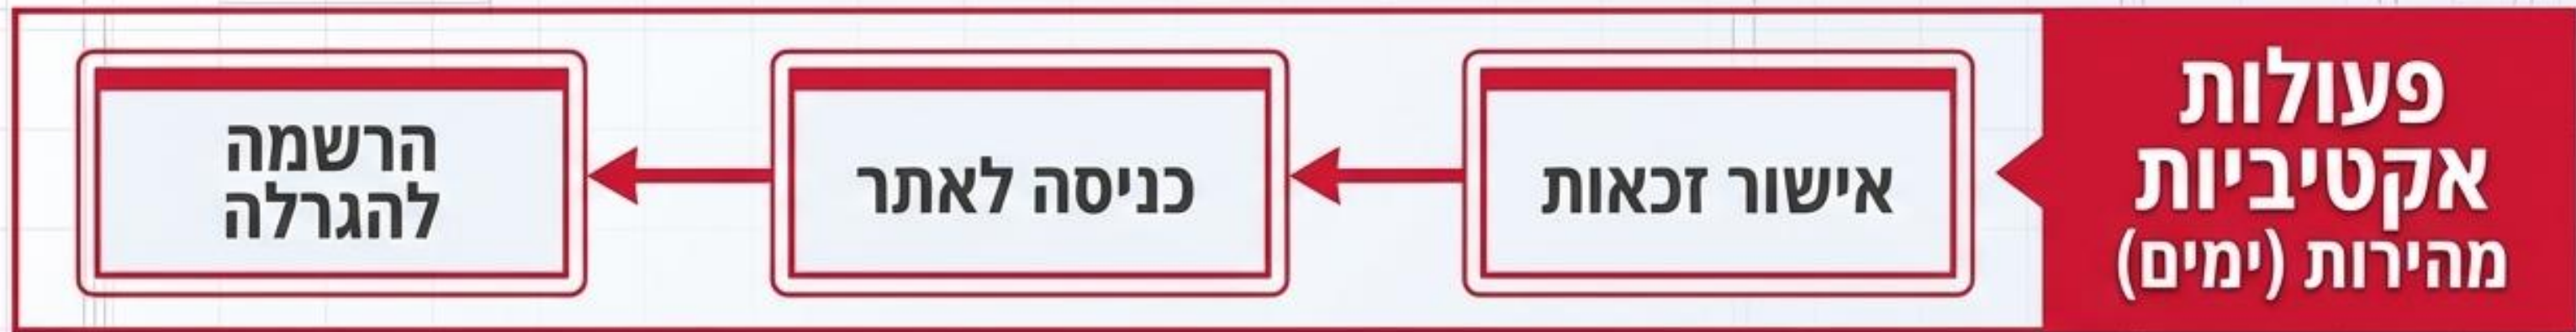 פעולות
אקטיביות
מהירות (ימים)
אישור זכאות
כניסה לאתר
הרשמה
להגרלה